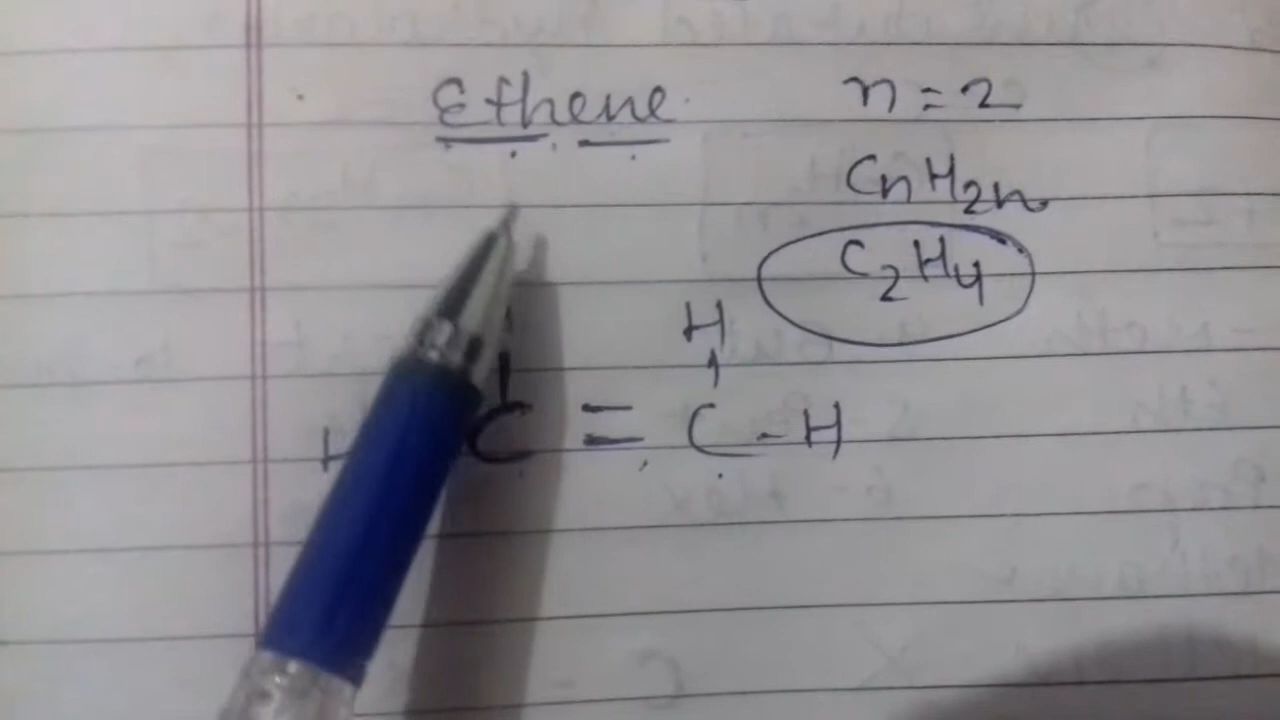 Ethene n = 2
CnH2n
C2H4
H
C = C - H